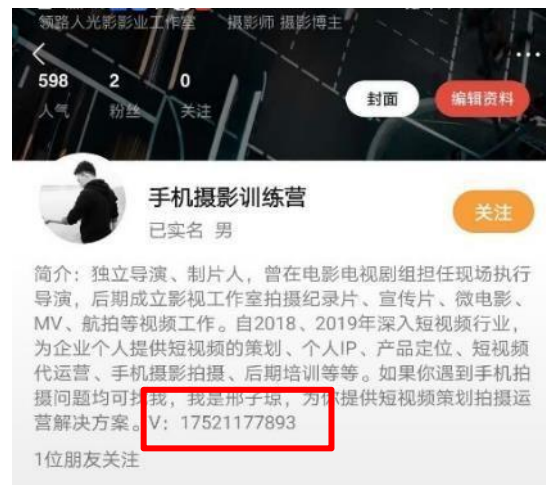 领路人光影影业工作室 摄影师 摄影博主
598 2 0
人气 粉丝 关注
封面 编辑资料
手机摄影训练营
已实名 男
关注
简介：独立导演、制片人，曾在电影电视剧组担任现场执行
导演，后期成立影视工作室拍摄纪录片、宣传片、微电影、
MV、航拍等视频工作。自2018、2019年深入短视频行业，
为企业个人提供短视频的策划、个人IP、产品定位、短视频
代运营、手机摄影拍摄、后期培训等等。如果你遇到手机拍
摄问题均可找我，我是邢子琼，为你提供短视频策划拍摄运
营解决方案。V：17521177893
1位朋友关注